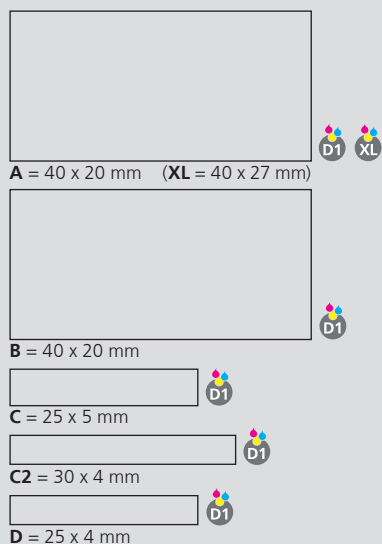 D1 XL
A = 40 x 20 mm (XL = 40 x 27 mm)
D1
B = 40 x 20 mm
D1
C = 25 x 5 mm
D1
C2 = 30 x 4 mm
D1
D = 25 x 4 mm